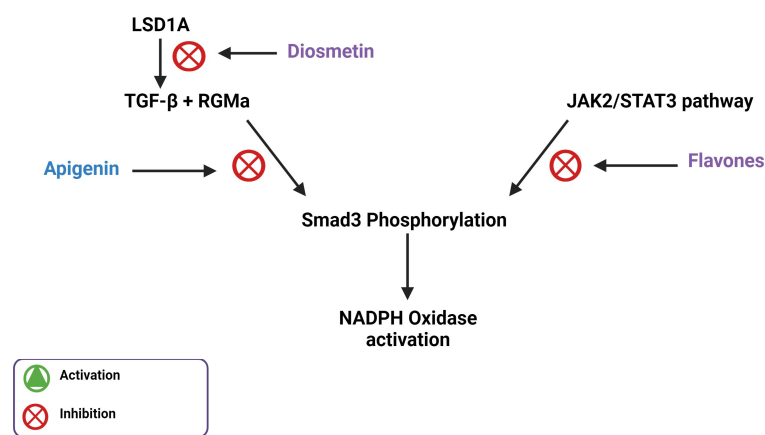 LSD1A
Diosmetin
TGF-β + RGMa
JAK2/STAT3 pathway
Apigenin
Flavones
Smad3 Phosphorylation
NADPH Oxidase
activation
Activation
Inhibition